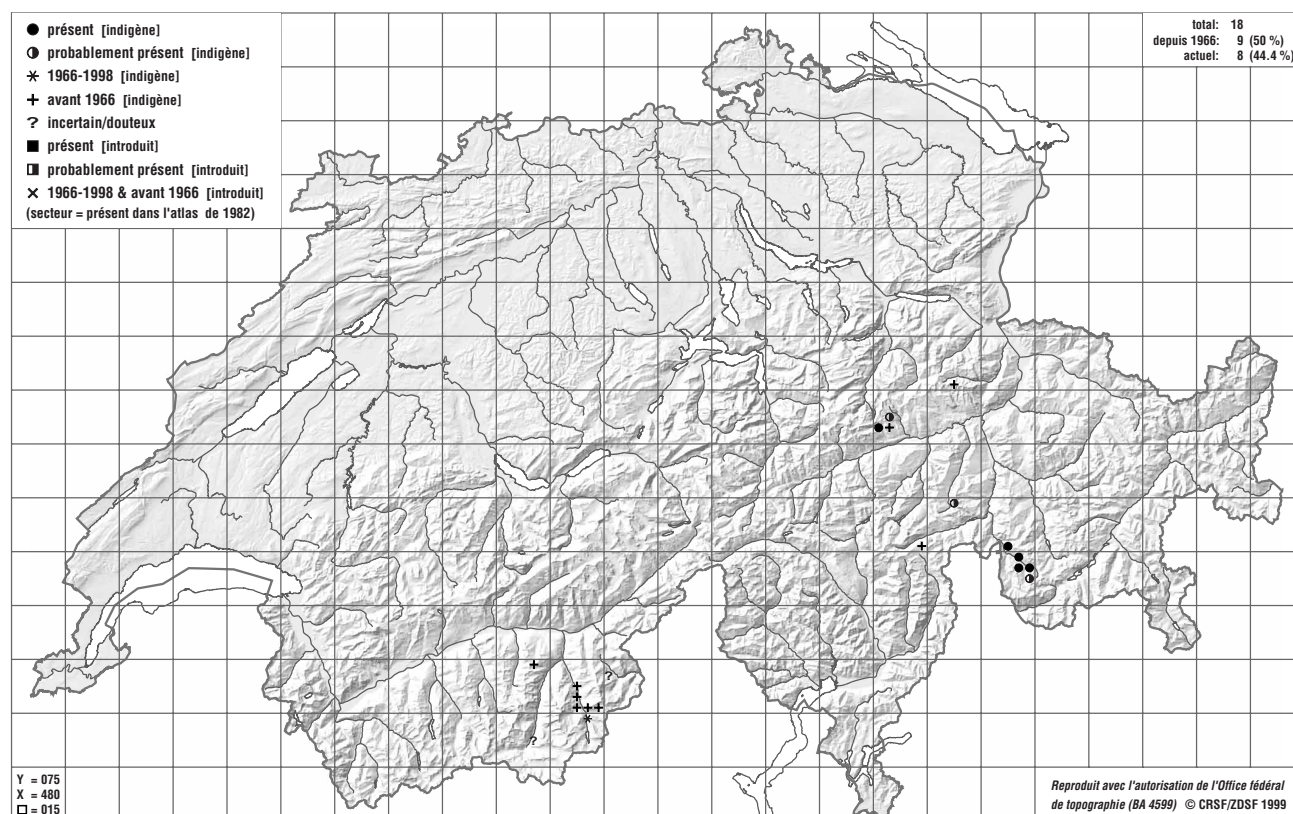 présent [indigène]
probablement présent [indigène]
1966-1998 [indigène]
avant 1966 [indigène]
? incertain/douteux
présent [introduit]
probablement présent [introduit]
1966-1998 & avant 1966 [introduit]
(secteur = présent dans l'atlas de 1982)
total: 18
depuis 1966: 9 (50 %)
actuel: 8 (44.4 %)
?
?
Y = 075
X = 480
= 015
Reproduit avec l'autorisation de l'Office fédéral
de topographie (BA 4599) © CRSF/ZDSF 1999